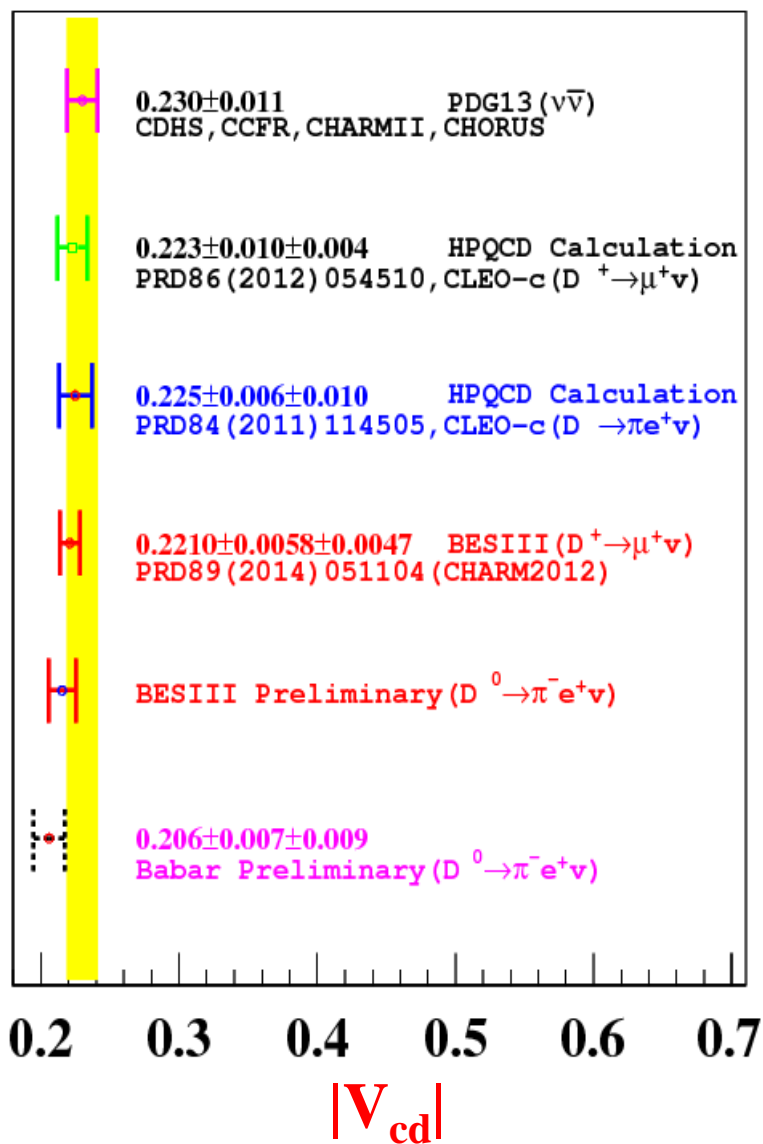 0.230±0.011 PDG13(νν̅)
CDHS,CCFR,CHARMII,CHORUS
0.223±0.010±0.004 HPQCD Calculation
PRD86(2012)054510,CLEO-c(D⁺→μ⁺v)
0.225±0.006±0.010 HPQCD Calculation
PRD84(2011)114505,CLEO-c(D →πe⁺v)
0.2210±0.0058±0.0047 BESIII(D⁺→μ⁺v)
PRD89(2014)051104(CHARM2012)
BESIII Preliminary(D⁰→π⁻e⁺v)
0.206±0.007±0.009
Babar Preliminary(D⁰→π⁻e⁺v)
0.2 0.3 0.4 0.5 0.6 0.7
|V_cd|